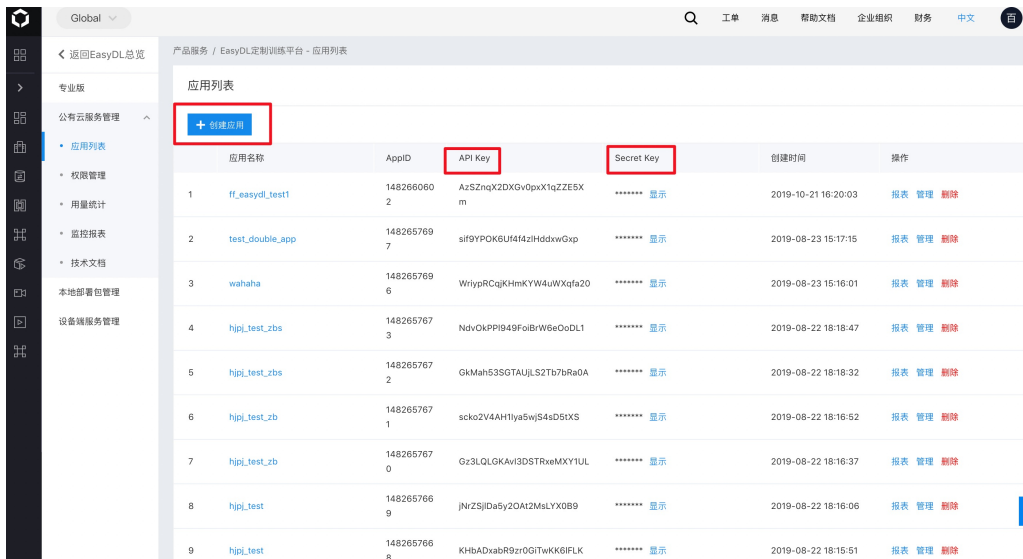 Global
工单 消息 帮助文档 企业组织 财务 中文 百
返回EasyDL总览
产品服务 / EasyDL定制训练平台 - 应用列表
专业版
公有云服务管理
应用列表
权限管理
用量统计
监控报表
技术文档
本地部署包管理
设备端服务管理
应用列表
+ 创建应用
应用名称 AppID API Key Secret Key 创建时间 操作
1 ff_easydl_test1 148266060 AzSZnqX2DXGv0pxX1qZZE5X ******* 显示 2019-10-21 16:20:03 报表 管理 删除
2 m
2 test_double_app 148265769 sif9YPOK6Uf4f4zlHddxwGxp ******* 显示 2019-08-23 15:17:15 报表 管理 删除
7
3 wahaha 148265769 WriypRCqjKHmKYW4uWXqfa20 ******* 显示 2019-08-23 15:16:01 报表 管理 删除
6
4 hjpj_test_zbs 148265767 NdvOkPPl949FoiBrW6eOoDL1 ******* 显示 2019-08-22 18:18:47 报表 管理 删除
3
5 hjpj_test_zbs 148265767 GkMah53SGTAUjLS2Tb7bRa0A ******* 显示 2019-08-22 18:18:32 报表 管理 删除
2
6 hjpj_test_zb 148265767 scko2V4AH1Iya5wjS4sD5tXS ******* 显示 2019-08-22 18:16:52 报表 管理 删除
1
7 hjpj_test_zb 148265767 Gz3LQLGKAvI3DSTRxeMXY1UL ******* 显示 2019-08-22 18:16:37 报表 管理 删除
0
8 hjpj_test 148265766 jNrZSjlDa5y2OAt2MsLYX0B9 ******* 显示 2019-08-22 18:16:06 报表 管理 删除
9
9 hjpj_test 148265766 KHbADxabR9zr0GiTwKK6IFLK ******* 显示 2019-08-22 18:15:51 报表 管理 删除
8